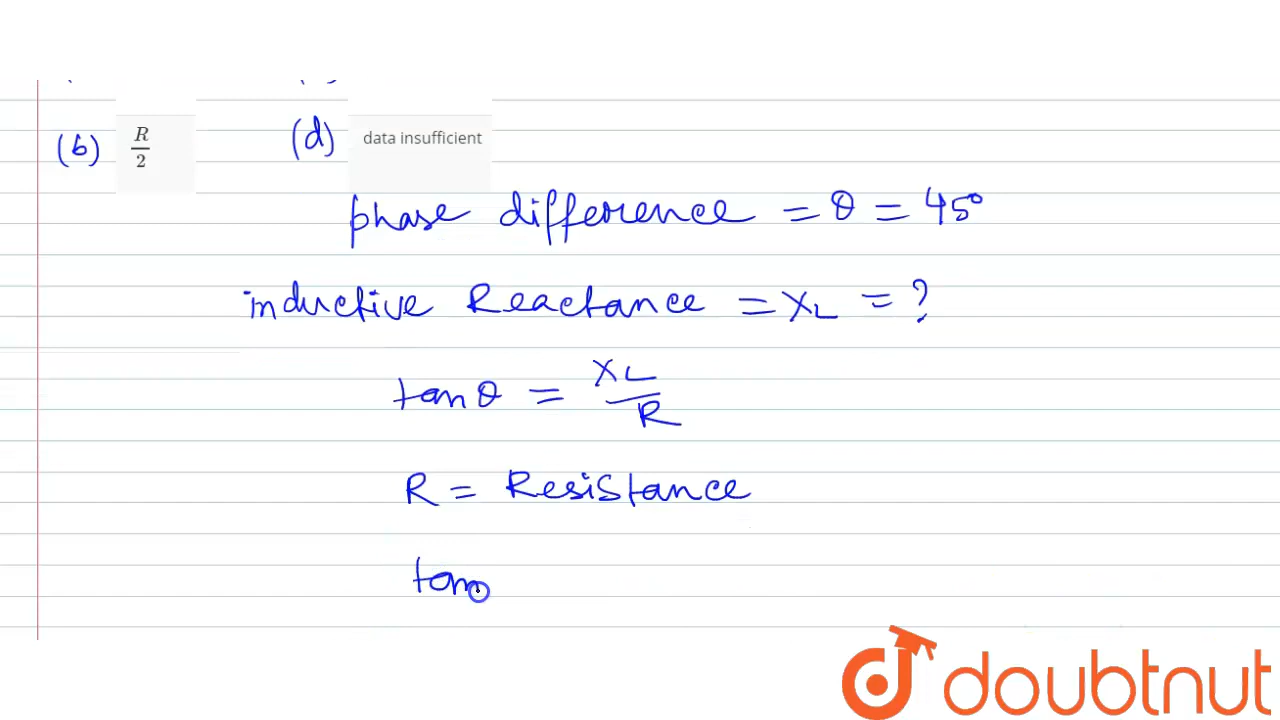 (b) R/2 (d) data insufficient
phase difference = θ = 45°
inductive Reactance = XL = ?
tanθ = XL/R
R = Resistance
tan
doubtnut